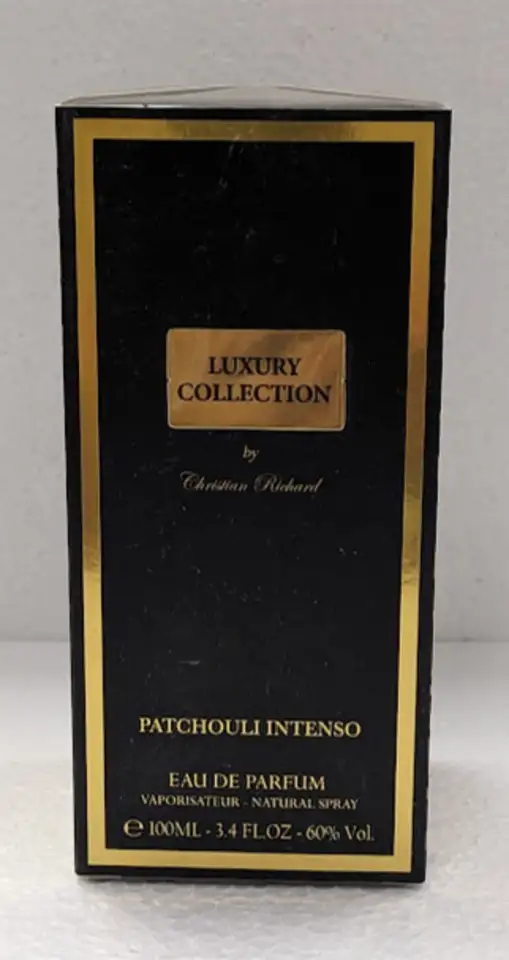 LUXURY
COLLECTION
by
Christian Richard
PATCHOULI INTENSO
EAU DE PARFUM
VAPORISATEUR - NATURAL SPRAY
℮ 100ML - 3.4 FL.OZ - 60% Vol.